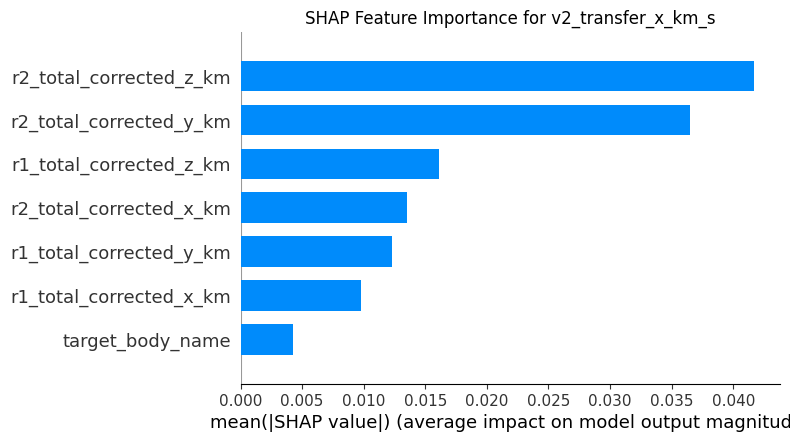 SHAP Feature Importance for v2_transfer_x_km_s
r2_total_corrected_z_km
r2_total_corrected_y_km
r1_total_corrected_z_km
r2_total_corrected_x_km
r1_total_corrected_y_km
r1_total_corrected_x_km
target_body_name
0.000 0.005 0.010 0.015 0.020 0.025 0.030 0.035 0.040
mean(|SHAP value|) (average impact on model output magnitud